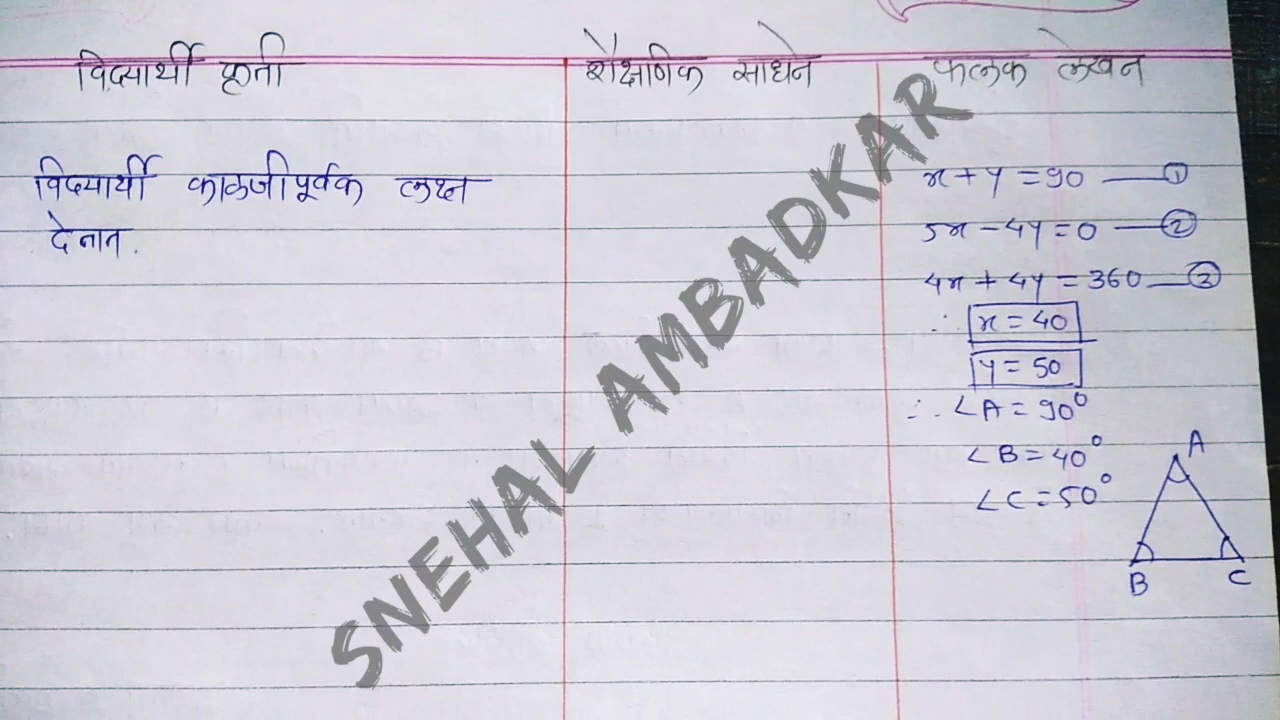 विद्यार्थी कृती
शैक्षणिक साधने
फलक लेखन
विद्यार्थी काळजीपूर्वक लक्ष
देतात.
x + y = 90 —— ①
5x – 4y = 0 —— ②
4x + 4y = 360 —— ③
∴ x = 40
y = 50
∴ ∠A = 90°
∠B = 40°
∠C = 50°
A
B C
SNEHAL AMBADKAR